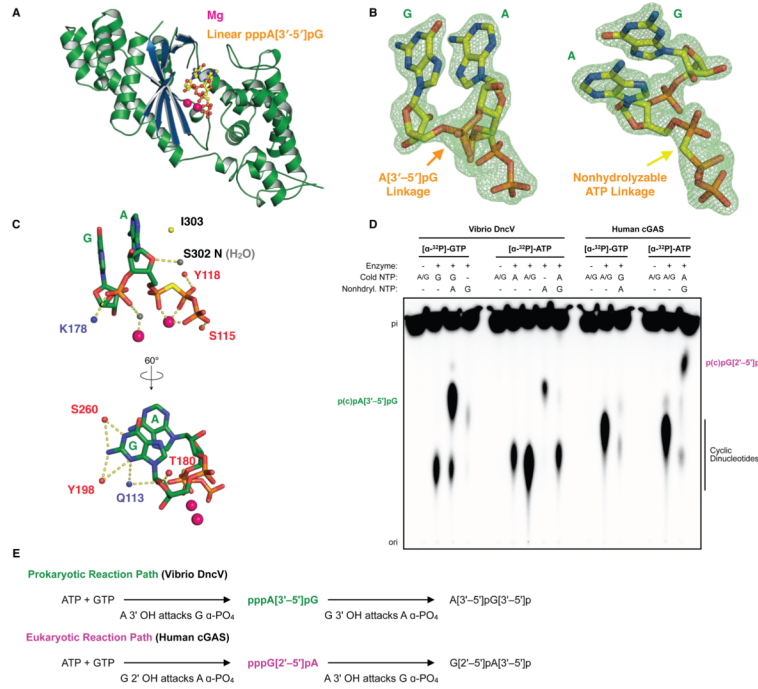 A
Mg
Linear pppA[3′-5′]pG
B
G
A
G
A
A[3′–5′]pG
Linkage
Nonhydrolyzable
ATP Linkage
C
A
G
I303
S302 N (H₂O)
Y118
K178
S115
60°
S260
A
G
T180
Y198
Q113
D
Vibrio DncV
Human cGAS
[α-³²P]-GTP
[α-³²P]-ATP
[α-³²P]-GTP
[α-³²P]-ATP
Enzyme: - + + + - + + + + - + + - + +
Cold NTP: A/G G G - A/G A A/G - A A/G A/G G A/G A/G A
Nonhdryl. NTP: - - A G - - - A G - - A - - G
pi
p(c)pG[2'–5']p
p(c)pA[3'–5']pG
Cyclic
Dinucleotides
ori
E
Prokaryotic Reaction Path (Vibrio DncV)
ATP + GTP
A 3' OH attacks G α-PO₄
pppA[3'–5']pG
G 3' OH attacks A α-PO₄
A[3'–5']pG[3'–5']p
Eukaryotic Reaction Path (Human cGAS)
ATP + GTP
G 2' OH attacks A α-PO₄
pppG[2'–5']pA
A 3' OH attacks G α-PO₄
G[2'–5']pA[3'–5']p